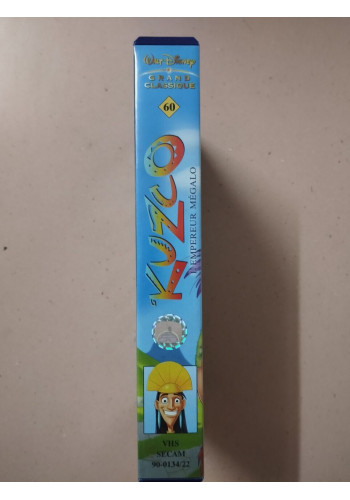 Walt Disney
GRAND
CLASSIQUE
60
KUZCO
L'EMPEREUR MÉGALO
VHS
SECAM
90-0134/22